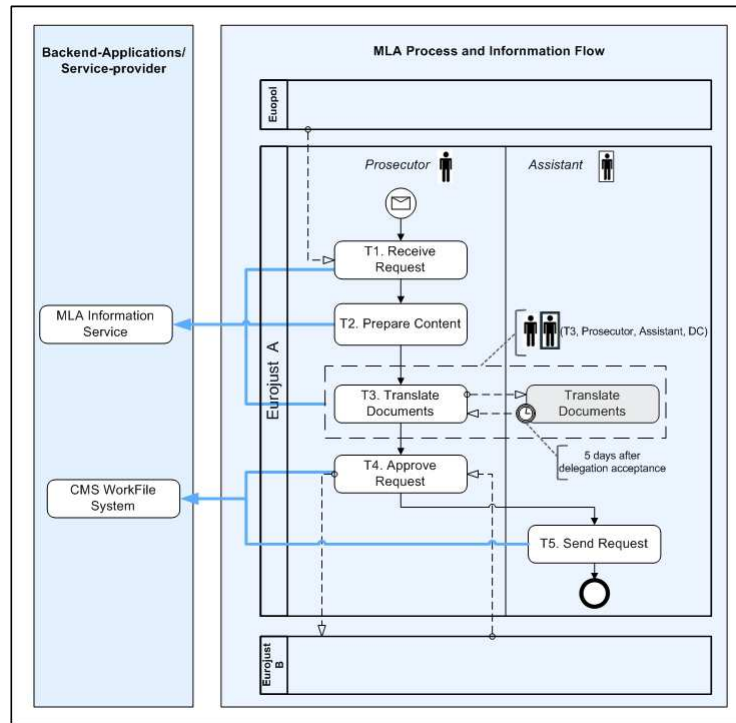 Backend-Applications/
Service-provider
MLA Process and Infornmation Flow
Euopol
Prosecutor
Assistant
Eurojust A
T1. Receive
Request
MLA Information
Service
T2. Prepare Content
(T3, Prosecutor, Assistant, DC)
T3. Translate
Documents
Translate
Documents
5 days after
delegation acceptance
T4. Approve
Request
CMS WorkFile
System
T5. Send Request
Eurojust
B